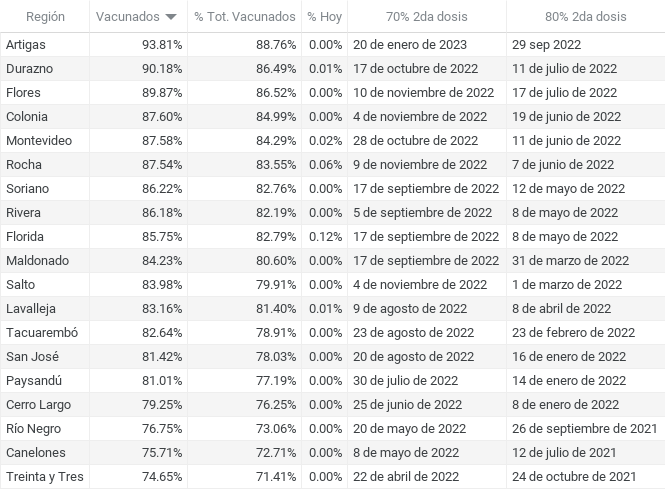 Región Vacunados % Tot. Vacunados % Hoy 70% 2da dosis 80% 2da dosis
Artigas 93.81% 88.76% 0.00% 20 de enero de 2023 29 sep 2022
Durazno 90.18% 86.49% 0.01% 17 de octubre de 2022 11 de julio de 2022
Flores 89.87% 86.52% 0.00% 10 de noviembre de 2022 17 de julio de 2022
Colonia 87.60% 84.99% 0.00% 4 de noviembre de 2022 19 de junio de 2022
Montevideo 87.58% 84.29% 0.02% 28 de octubre de 2022 11 de junio de 2022
Rocha 87.54% 83.55% 0.06% 9 de noviembre de 2022 7 de junio de 2022
Soriano 86.22% 82.76% 0.00% 17 de septiembre de 2022 12 de mayo de 2022
Rivera 86.18% 82.19% 0.00% 5 de septiembre de 2022 8 de mayo de 2022
Florida 85.75% 82.79% 0.12% 17 de septiembre de 2022 8 de mayo de 2022
Maldonado 84.23% 80.60% 0.00% 17 de septiembre de 2022 31 de marzo de 2022
Salto 83.98% 79.91% 0.00% 4 de noviembre de 2022 1 de marzo de 2022
Lavalleja 83.16% 81.40% 0.01% 9 de agosto de 2022 8 de abril de 2022
Tacuarembó 82.64% 78.91% 0.00% 23 de agosto de 2022 23 de febrero de 2022
San José 81.42% 78.03% 0.00% 20 de agosto de 2022 16 de enero de 2022
Paysandú 81.01% 77.19% 0.00% 30 de julio de 2022 14 de enero de 2022
Cerro Largo 79.25% 76.25% 0.00% 25 de junio de 2022 8 de enero de 2022
Río Negro 76.75% 73.06% 0.00% 20 de mayo de 2022 26 de septiembre de 2021
Canelones 75.71% 72.71% 0.00% 8 de mayo de 2022 12 de julio de 2021
Treinta y Tres 74.65% 71.41% 0.00% 22 de abril de 2022 24 de octubre de 2021